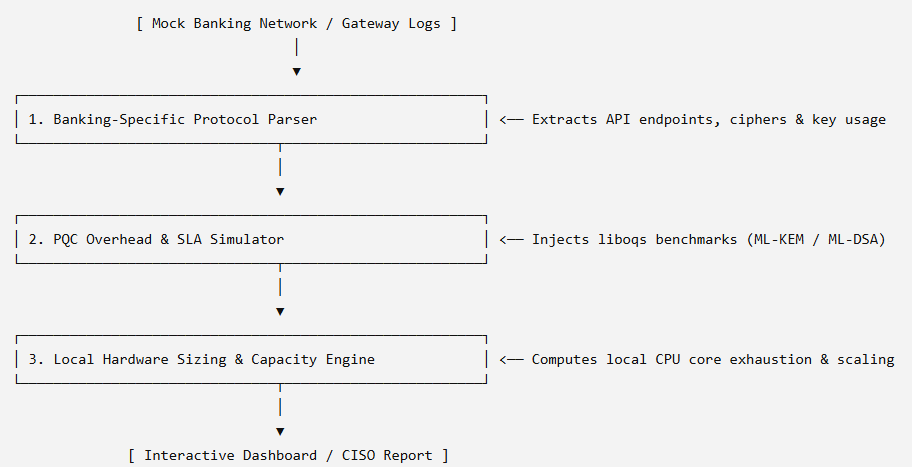 [ Mock Banking Network / Gateway Logs ]
1. Banking-Specific Protocol Parser <── Extracts API endpoints, ciphers & key usage
2. PQC Overhead & SLA Simulator <── Injects liboqs benchmarks (ML-KEM / ML-DSA)
3. Local Hardware Sizing & Capacity Engine <── Computes local CPU core exhaustion & scaling
[ Interactive Dashboard / CISO Report ]